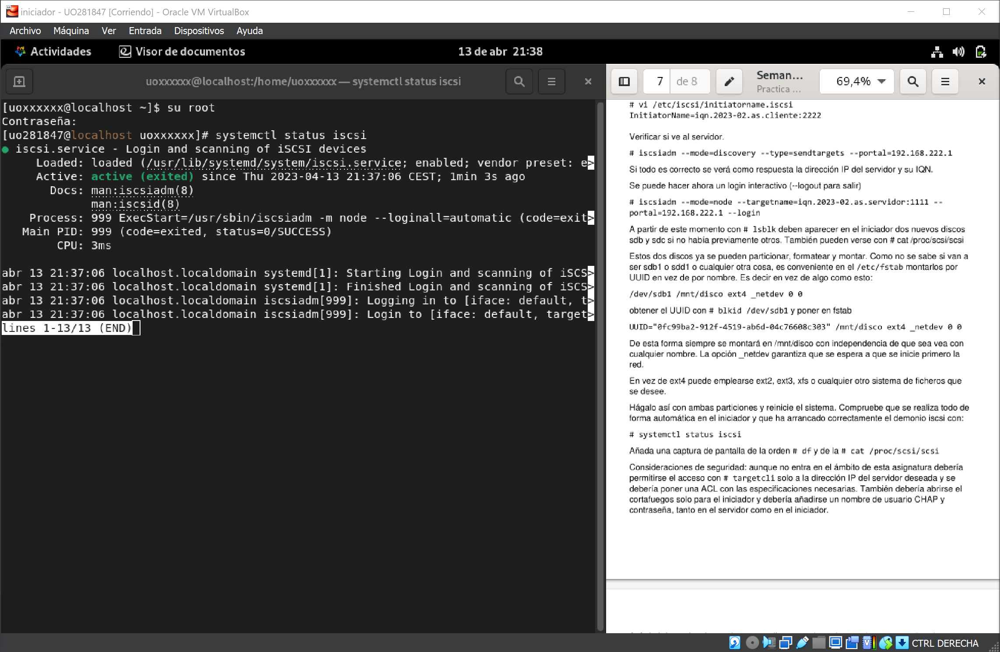 iniciador - UO281847 [Corriendo] - Oracle VM VirtualBox
Archivo Máquina Ver Entrada Dispositivos Ayuda
Actividades Visor de documentos 13 de abr 21:38
uoxxxxxx@localhost:/home/uoxxxxxx — systemctl status iscsi
[uoxxxxxx@localhost ~]$ su root
Contraseña:
[uo281847@localhost uoxxxxxx]# systemctl status iscsi
● iscsi.service - Login and scanning of iSCSI devices
Loaded: loaded (/usr/lib/systemd/system/iscsi.service; enabled; vendor preset: e>
Active: active (exited) since Thu 2023-04-13 21:37:06 CEST; 1min 3s ago
Docs: man:iscsiadm(8)
man:iscsid(8)
Process: 999 ExecStart=/usr/sbin/iscsiadm -m node --loginall=automatic (code=exit>
Main PID: 999 (code=exited, status=0/SUCCESS)
CPU: 3ms
abr 13 21:37:06 localhost.localdomain systemd[1]: Starting Login and scanning of iSCS>
abr 13 21:37:06 localhost.localdomain systemd[1]: Finished Login and scanning of iSCS>
abr 13 21:37:06 localhost.localdomain iscsiadm[999]: Logging in to [iface: default, t>
abr 13 21:37:06 localhost.localdomain iscsiadm[999]: Login to [iface: default, target>
lines 1-13/13 (END)
7 de 8
Seman...
Practica ...
69,4%
# vi /etc/iscsi/initiatorname.iscsi
InitiatorName=iqn.2023-02.as.cliente:2222
Verificar si ve al servidor.
# iscsiadm --mode=discovery --type=sendtargets --portal=192.168.222.1
Si todo es correcto se verá como respuesta la dirección IP del servidor y su IQN.
Se puede hacer ahora un login interactivo (--logout para salir)
# iscsiadm --mode=node --targetname=iqn.2023-02.as.servidor:1111 --
portal=192.168.222.1 --login
A partir de este momento con # lsblk deben aparecer en el iniciador dos nuevos discos
sdb y sdc si no había previamente otros. También pueden verse con # cat /proc/scsi/scsi
Estos dos discos ya se pueden particionar, formatear y montar. Como no se sabe si van a
ser sdb1 o sdd1 o cualquier otra cosa, es conveniente en el /etc/fstab montarlos por
UUID en vez de por nombre. Es decir en vez de algo como esto:
/dev/sdb1 /mnt/disco ext4 _netdev 0 0
obtener el UUID con # blkid /dev/sdb1 y poner en fstab
UUID="0fc99ba2-912f-4519-ab6d-04c76608c303" /mnt/disco ext4 _netdev 0 0
De esta forma siempre se montará en /mnt/disco con independencia de que sea vea con
cualquier nombre. La opción _netdev garantiza que se espera a que se inicie primero la
red.
En vez de ext4 puede emplearse ext2, ext3, xfs o cualquier otro sistema de ficheros que
se desee.
Hágalo así con ambas particiones y reinicie el sistema. Compruebe que se realiza todo de
forma automática en el iniciador y que ha arrancado correctamente el demonio iscsi con:
# systemctl status iscsi
Añada una captura de pantalla de la orden # df y de la # cat /proc/scsi/scsi
Consideraciones de seguridad: aunque no entra en el ámbito de esta asignatura debería
permitirse el acceso con # targetcli solo a la dirección IP del servidor deseada y se
debería poner una ACL con las especificaciones necesarias. También debería abrirse el
cortafuegos solo para el iniciador y debería añadirse un nombre de usuario CHAP y
contraseña, tanto en el servidor como en el iniciador.
CTRL DERECHA